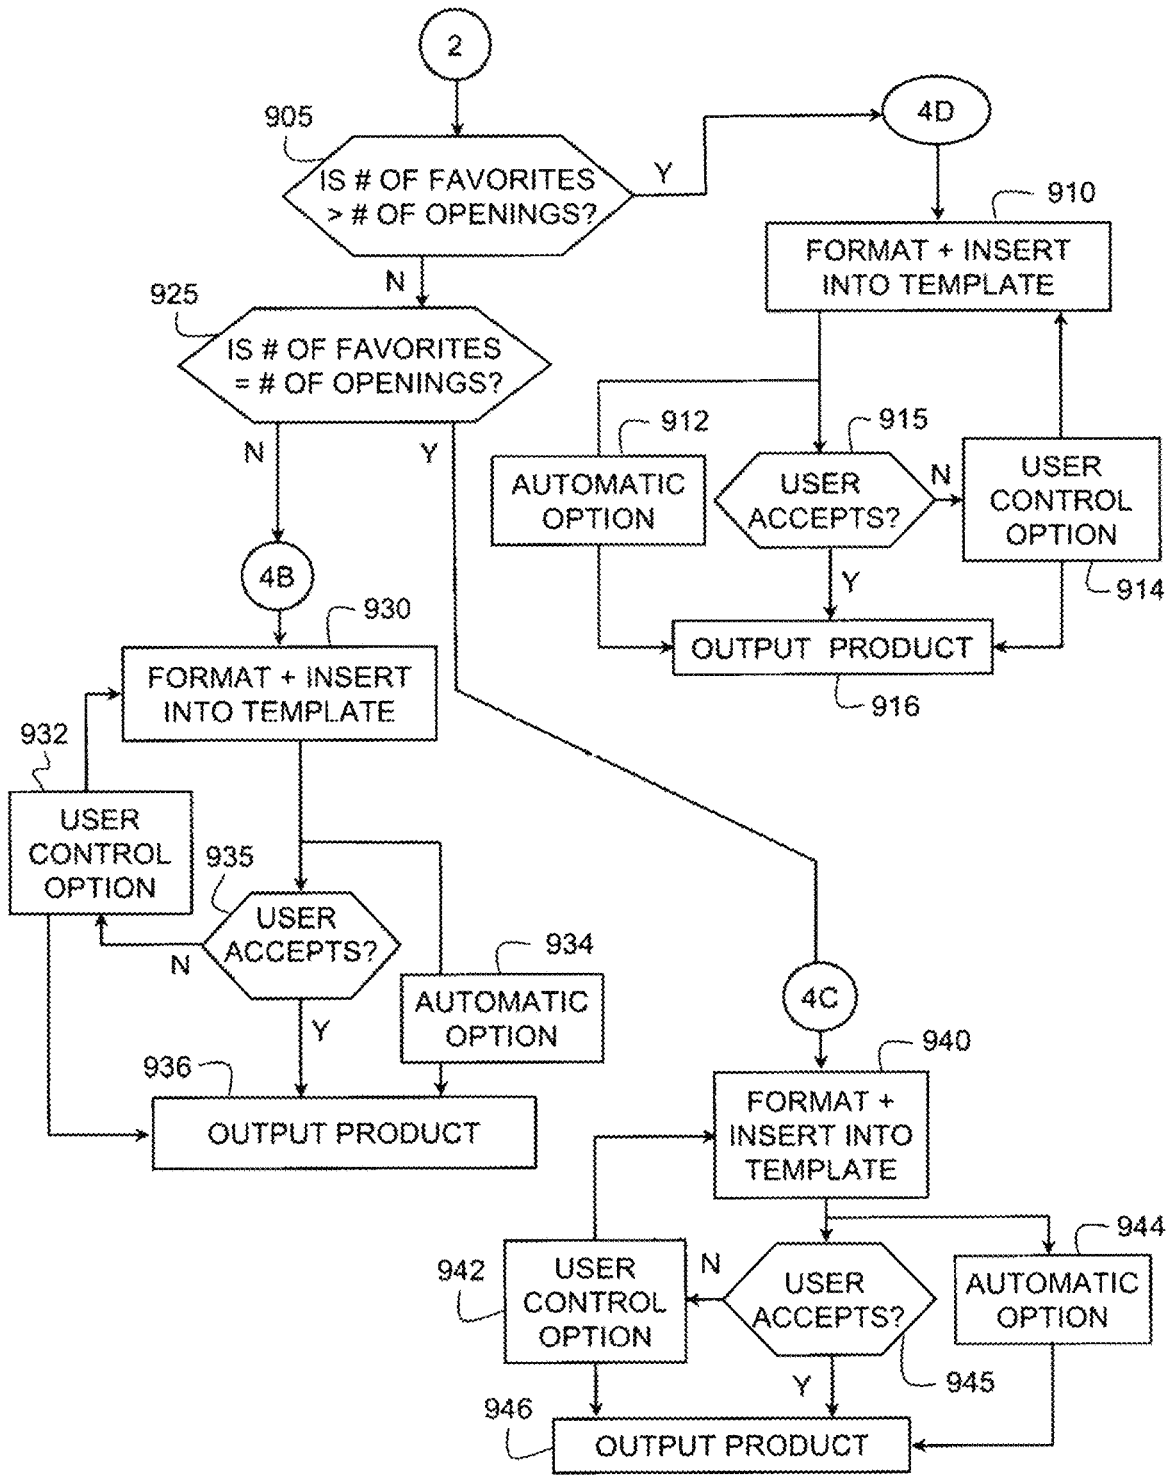 2
905
IS # OF FAVORITES
> # OF OPENINGS?
Y
4D
910
FORMAT + INSERT
INTO TEMPLATE
N
925
IS # OF FAVORITES
= # OF OPENINGS?
N
Y
912
AUTOMATIC
OPTION
915
USER
ACCEPTS?
N
USER
CONTROL
OPTION
914
Y
OUTPUT PRODUCT
916
4B
930
FORMAT + INSERT
INTO TEMPLATE
932
USER
CONTROL
OPTION
935
USER
ACCEPTS?
N
Y
934
AUTOMATIC
OPTION
936
OUTPUT PRODUCT
4C
940
FORMAT +
INSERT INTO
TEMPLATE
942
USER
CONTROL
OPTION
N
USER
ACCEPTS?
945
944
AUTOMATIC
OPTION
Y
946
OUTPUT PRODUCT